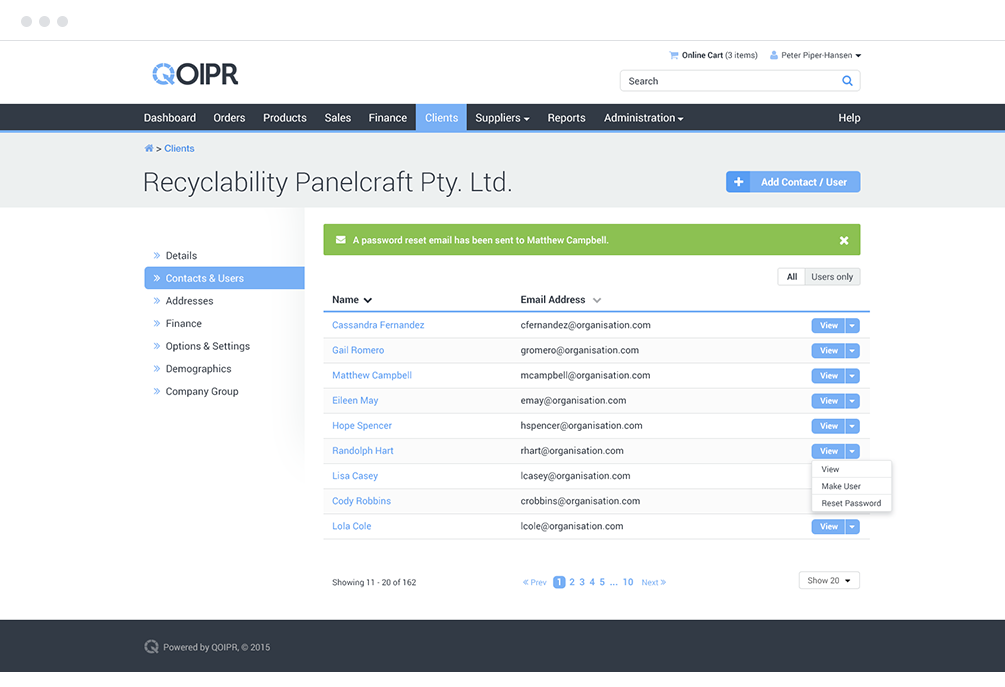 Online Cart (3 items) Peter Piper-Hansen
QOIPR
Search
Dashboard Orders Products Sales Finance Clients Suppliers Reports Administration Help
> Clients
Recyclability Panelcraft Pty. Ltd.
+ Add Contact / User
A password reset email has been sent to Matthew Campbell.
» Details
» Contacts & Users
» Addresses
» Finance
» Options & Settings
» Demographics
» Company Group
All Users only
Name Email Address
Cassandra Fernandez cfernandez@organisation.com View
Gail Romero gromero@organisation.com View
Matthew Campbell mcampbell@organisation.com View
Eileen May emay@organisation.com View
Hope Spencer hspencer@organisation.com View
Randolph Hart rhart@organisation.com View
View
Make User
Reset Password
Lisa Casey lcasey@organisation.com
Cody Robbins crobbins@organisation.com
Lola Cole lcole@organisation.com View
Showing 11 - 20 of 162 « Prev 1 2 3 4 5 ... 10 Next » Show 20
Powered by QOIPR, © 2015